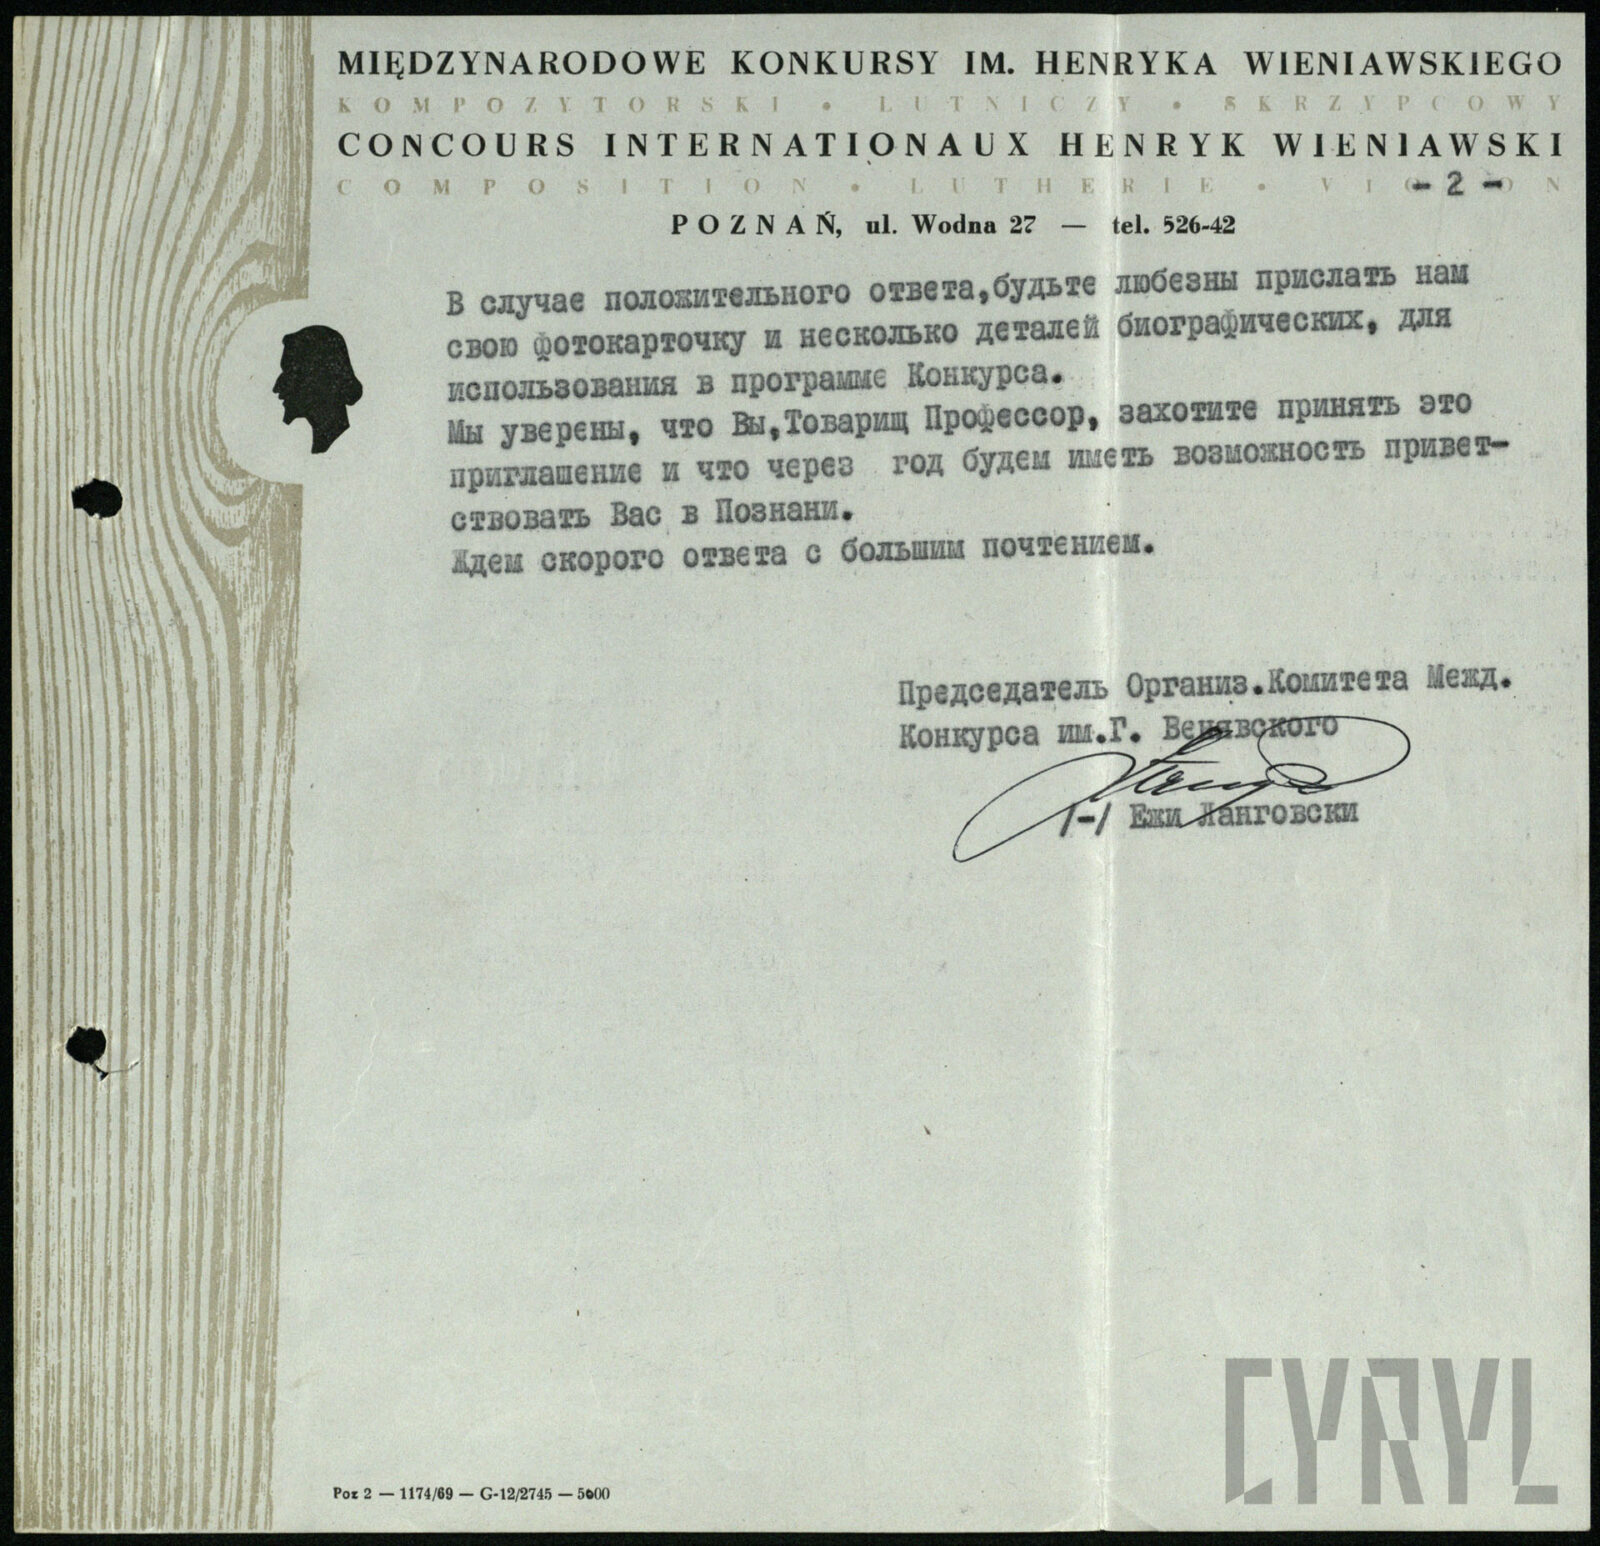 MIĘDZYNARODOWE KONKURSY IM. HENRYKA WIENIAWSKIEGO
KOMPOZYTORSKI • LUTNICZY • SKRZYPCOWY
CONCOURS INTERNATIONAUX HENRYK WIENIAWSKI
COMPOSITION • LUTHERIE • VIOLON
- 2 -
POZNAŃ, ul. Wodna 27 — tel. 526-42
В случае положительного ответа,будьте любезны прислать нам
свою фотокарточку и несколько деталей биографических, для
использования в программе Конкурса.
Мы уверены, что Вы,Товарищ Профессор, захотите принять это
приглашение и что через год будем иметь возможность привет-
ствовать Вас в Познани.
Ждем скорого ответа с большим почтением.
Председатель Организ.Комитета Межд.
Конкурса им.Г. Венявского
/-/ Ежи Ланговски
Poz 2 — 1174/69 — G-12/2745 — 5000
CYRYL